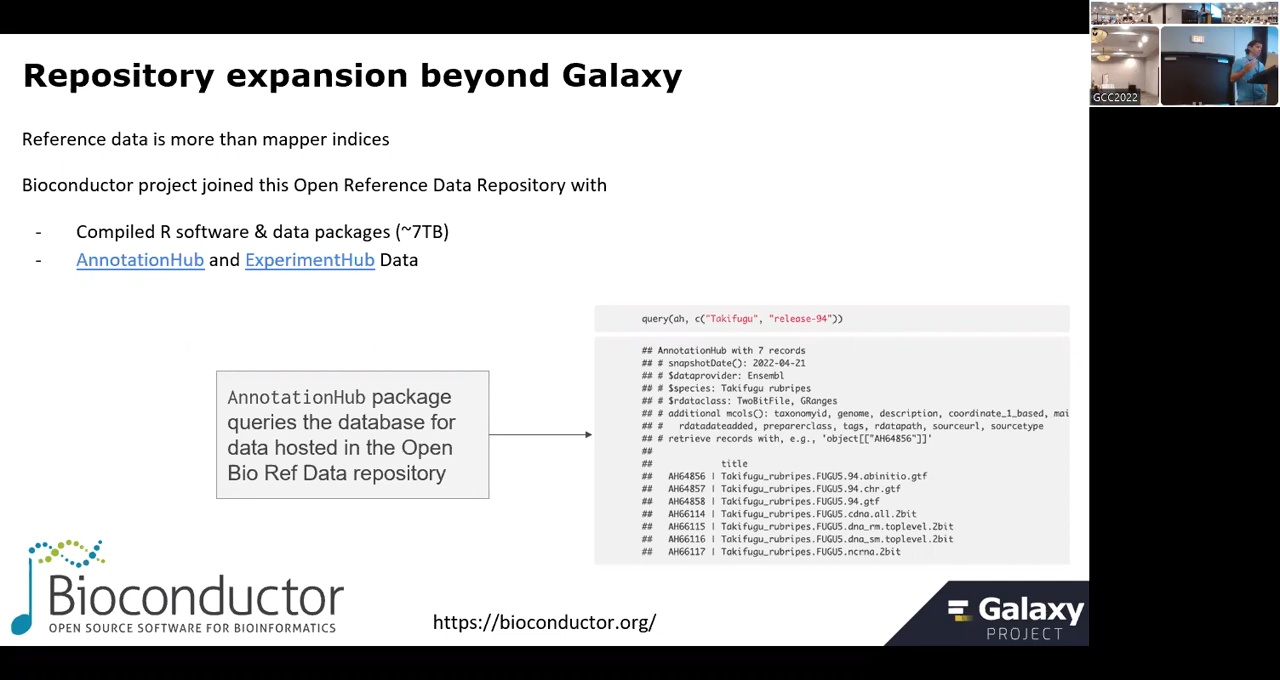 Repository expansion beyond Galaxy
Reference data is more than mapper indices
Bioconductor project joined this Open Reference Data Repository with
- Compiled R software & data packages (~7TB)
- AnnotationHub and ExperimentHub Data
AnnotationHub package
queries the database for
data hosted in the Open
Bio Ref Data repository
query(ah, c("Takifugu", "release-94"))
## AnnotationHub with 7 records
## # snapshotDate(): 2022-04-21
## # $dataprovider: Ensembl
## # $species: Takifugu rubripes
## # $rdataclass: TwoBitFile, GRanges
## # additional mcols(): taxonomyid, genome, description, coordinate_1_based, mai
## #   rdatadateadded, preparerclass, tags, rdatapath, sourceurl, sourcetype
## # retrieve records with, e.g., 'object[["AH64856"]]'
##
##             title
##   AH64856 | Takifugu_rubripes.FUGU5.94.abinitio.gtf
##   AH64857 | Takifugu_rubripes.FUGU5.94.chr.gtf
##   AH64858 | Takifugu_rubripes.FUGU5.94.gtf
##   AH66114 | Takifugu_rubripes.FUGU5.cdna.all.2bit
##   AH66115 | Takifugu_rubripes.FUGU5.dna_rm.toplevel.2bit
##   AH66116 | Takifugu_rubripes.FUGU5.dna_sm.toplevel.2bit
##   AH66117 | Takifugu_rubripes.FUGU5.ncrna.2bit
Bioconductor
OPEN SOURCE SOFTWARE FOR BIOINFORMATICS
https://bioconductor.org/
Galaxy
PROJECT
GCC2022